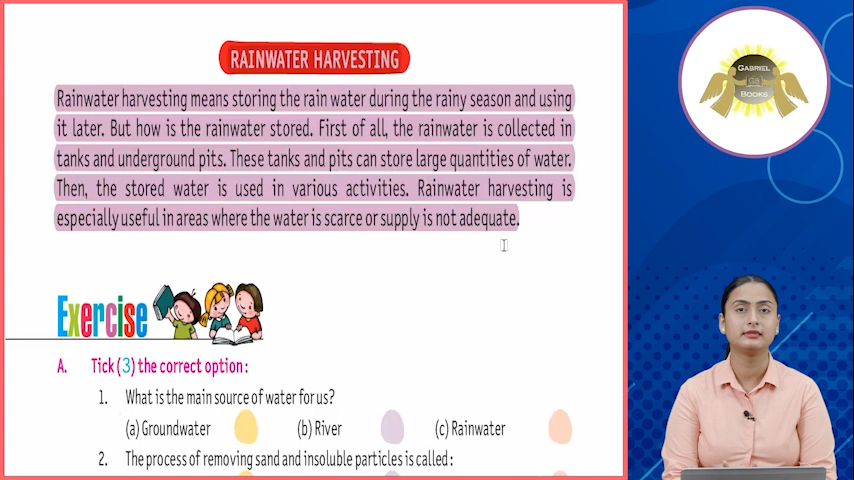 RAINWATER HARVESTING
Rainwater harvesting means storing the rain water during the rainy season and using
it later. But how is the rainwater stored. First of all, the rainwater is collected in
tanks and underground pits. These tanks and pits can store large quantities of water.
Then, the stored water is used in various activities. Rainwater harvesting is
especially useful in areas where the water is scarce or supply is not adequate.
Exercise
A. Tick (3) the correct option:
1. What is the main source of water for us?
(a) Groundwater (b) River (c) Rainwater
2. The process of removing sand and insoluble particles is called:
GABRIEL
GB
BOOKS